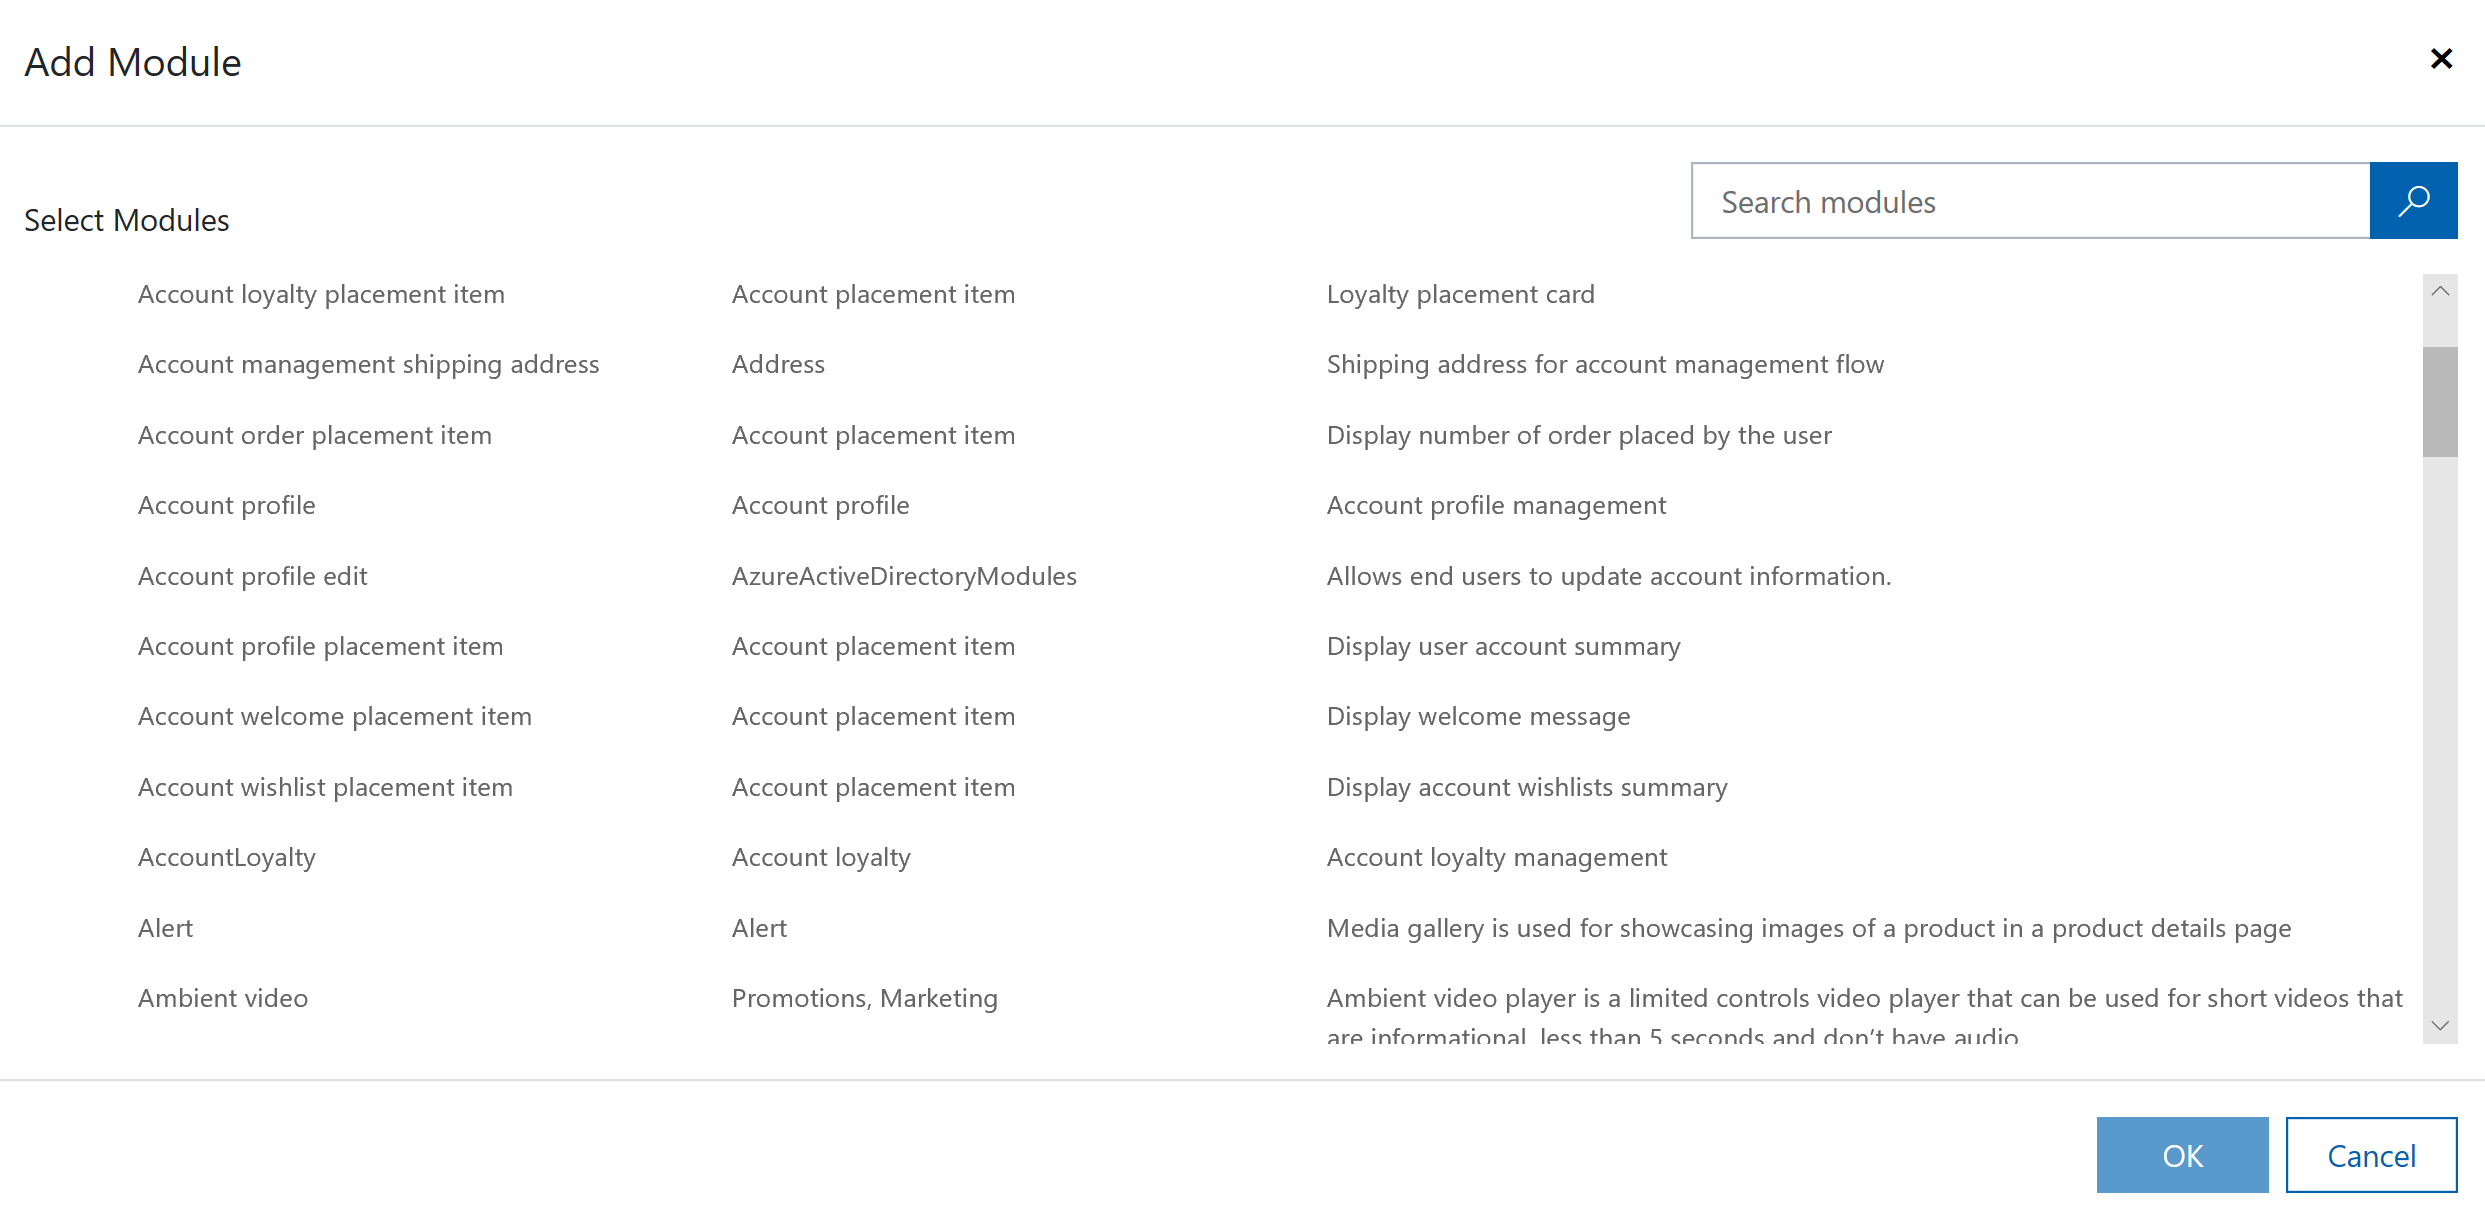 Add Module
Search modules
Select Modules
Account loyalty placement item Account placement item Loyalty placement card
Account management shipping address Address Shipping address for account management flow
Account order placement item Account placement item Display number of order placed by the user
Account profile Account profile Account profile management
Account profile edit AzureActiveDirectoryModules Allows end users to update account information.
Account profile placement item Account placement item Display user account summary
Account welcome placement item Account placement item Display welcome message
Account wishlist placement item Account placement item Display account wishlists summary
AccountLoyalty Account loyalty Account loyalty management
Alert Alert Media gallery is used for showcasing images of a product in a product details page
Ambient video Promotions, Marketing Ambient video player is a limited controls video player that can be used for short videos that
are informational, less than 5 seconds and don’t have audio
OK Cancel